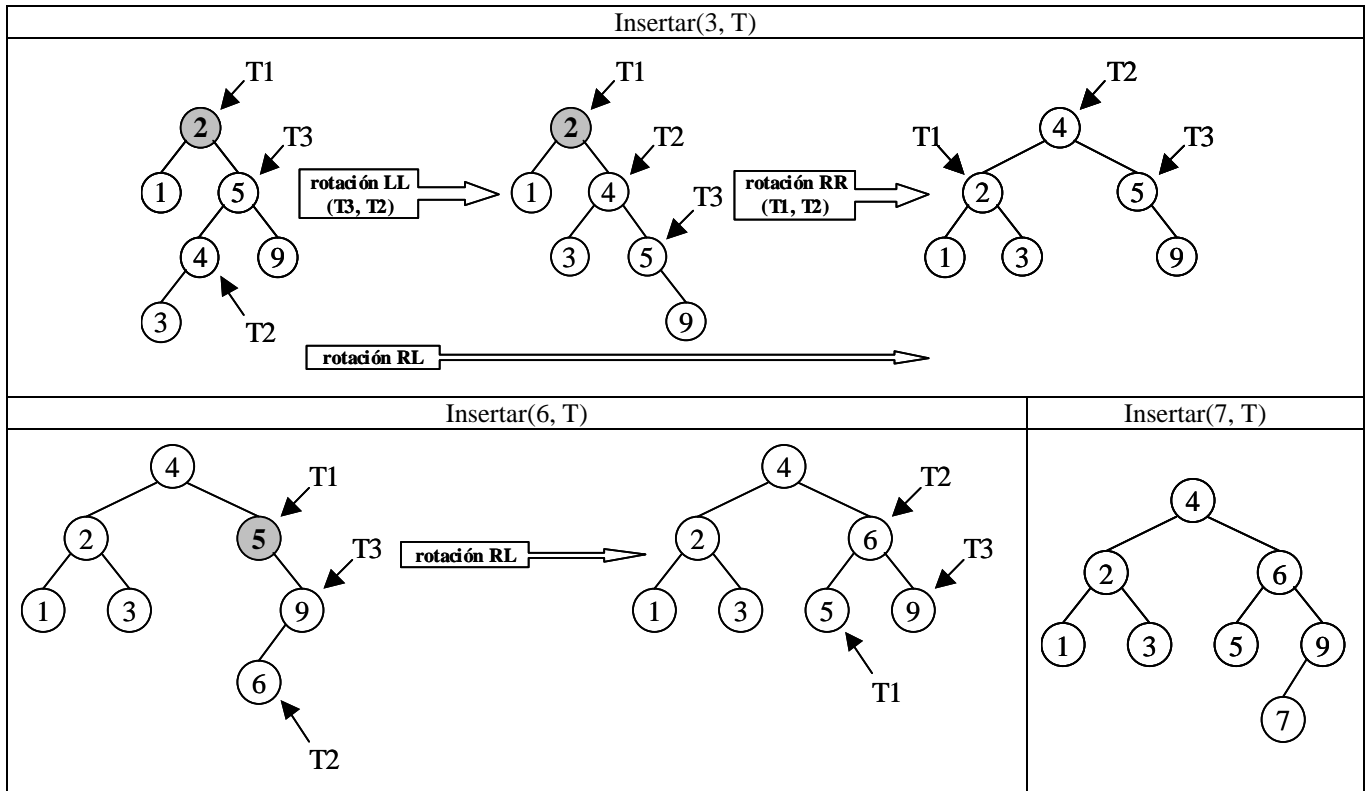 Insertar(3, T)
T1
2
T3
1
5
4
9
3
T2
rotación LL
(T3, T2)
T1
2
T2
1
4
T3
3
5
9
rotación RR
(T1, T2)
T2
4
T1
T3
2
5
1
3
9
rotación RL
Insertar(6, T)
4
T1
2
5
T3
1
3
9
6
T2
rotación RL
4
T2
2
6
T3
1
3
5
9
T1
Insertar(7, T)
4
2
6
1
3
5
9
7